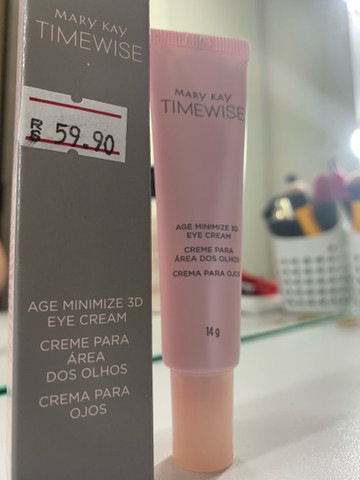 MARY KAY
TIMEWISE
R$ 59.90
AGE MINIMIZE 3D
EYE CREAM
CREME PARA
ÁREA
DOS OLHOS
CREMA PARA
OJOS
MARY KAY
TIMEWISE
AGE MINIMIZE 3D
EYE CREAM
CREME PARA
ÁREA DOS OLHOS
CREMA PARA OJOS
14 g